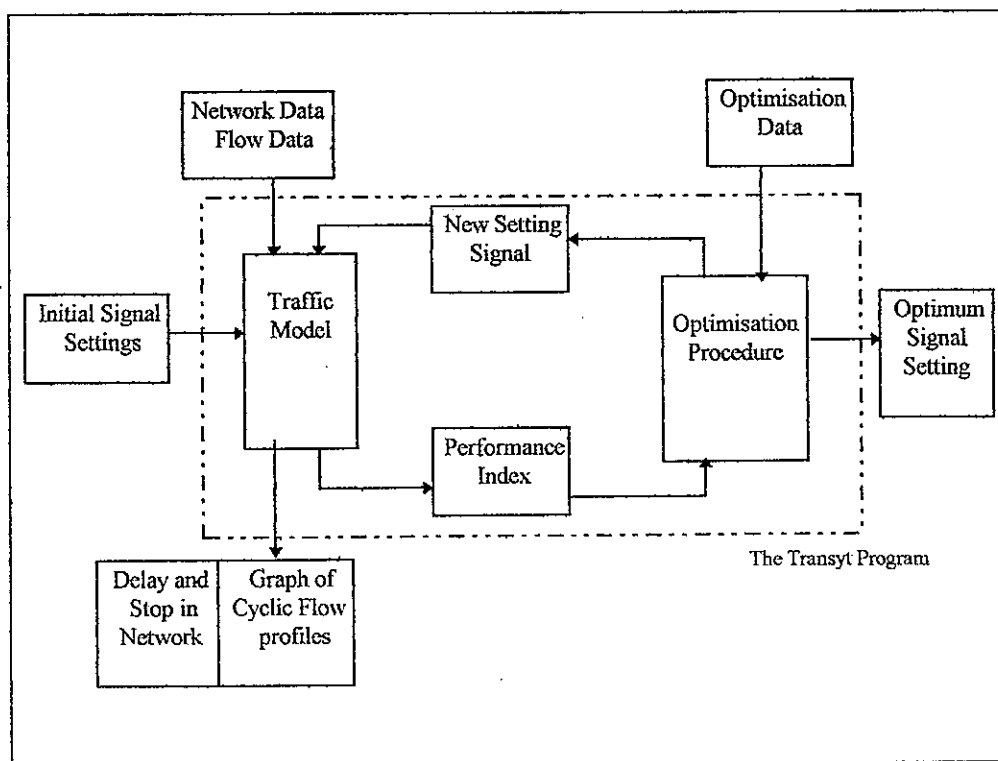 Network Data
Flow Data
Optimisation
Data
New Setting
Signal
Initial Signal
Settings
Traffic
Model
Optimisation
Procedure
Optimum
Signal
Setting
Performance
Index
The Transyt Program
Delay and
Stop in
Network
Graph of
Cyclic Flow
profiles